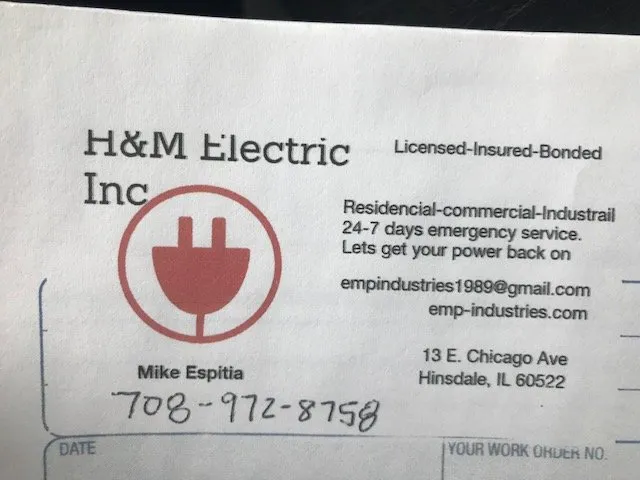 H&M Electric
Inc
Licensed-Insured-Bonded
Residencial-commercial-Industrail
24-7 days emergency service.
Lets get your power back on
empindustries1989@gmail.com
emp-industries.com
13 E. Chicago Ave
Hinsdale, IL 60522
Mike Espitia
708-972-8758
DATE
YOUR WORK ORDER NO.